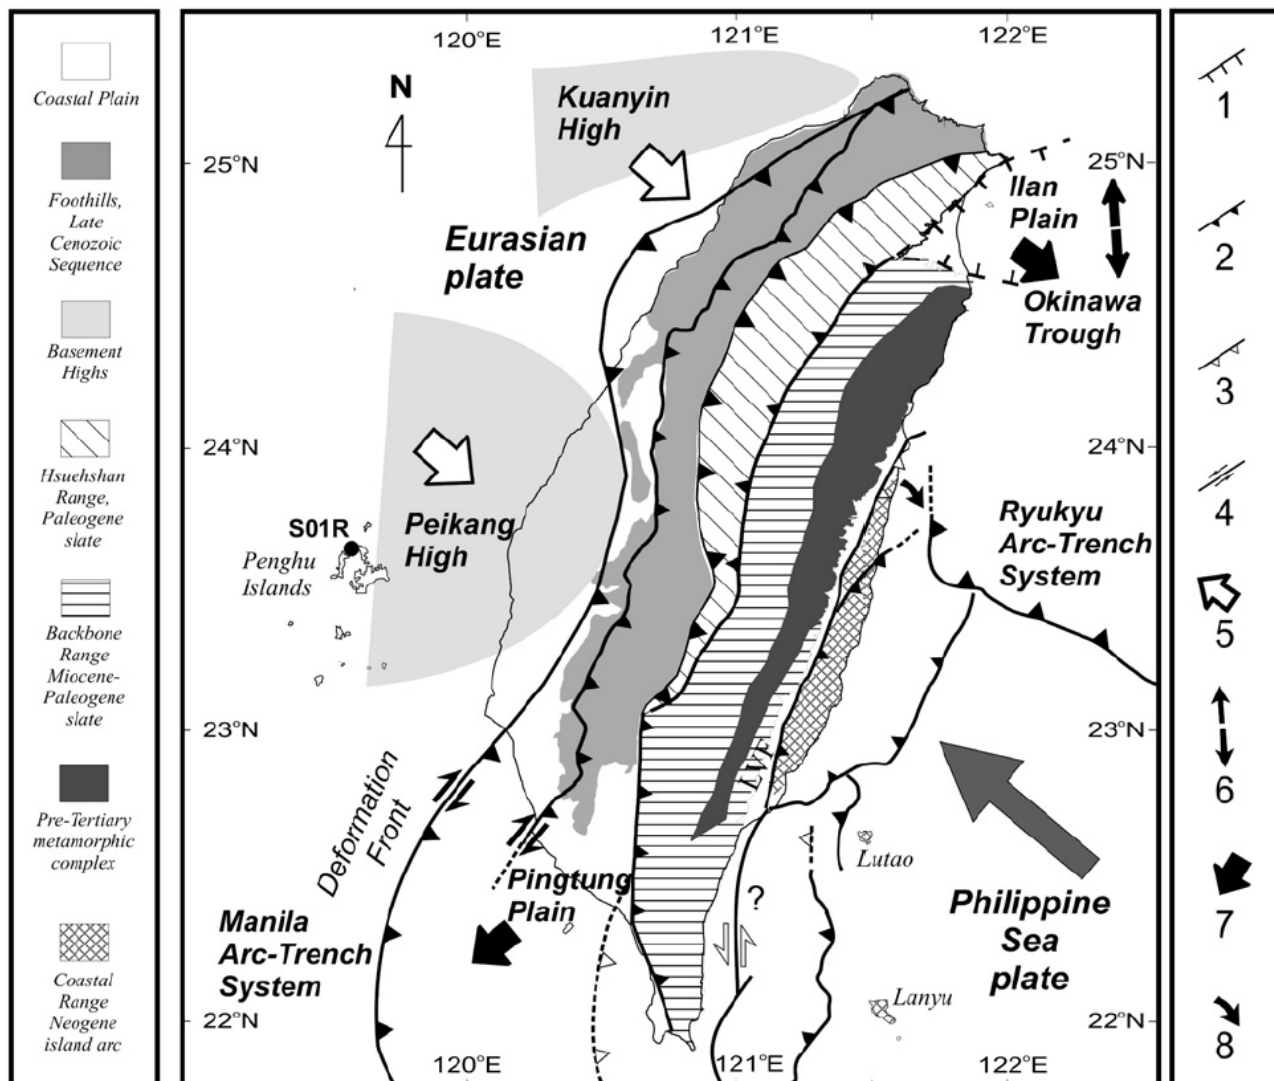 Coastal Plain
Foothills,
Late
Cenozoic
Sequence
Basement
Highs
Hsuehshan
Range,
Paleogene
slate
Backbone
Range
Miocene-
Paleogene
slate
Pre-Tertiary
metamorphic
complex
Coastal
Range
Neogene
island arc
120°E
121°E
122°E
N
Kuanyin
High
25°N
25°N
Ilan
Plain
Eurasian
plate
Okinawa
Trough
24°N
24°N
Peikang
High
S01R
Penghu
Islands
Ryukyu
Arc-Trench
System
23°N
23°N
LVF
Deformation
Front
Lutao
Pingtung
Plain
?
Manila
Arc-Trench
System
Philippine
Sea
plate
Lanyu
22°N
22°N
120°E
121°E
122°E
1
2
3
4
5
6
7
8